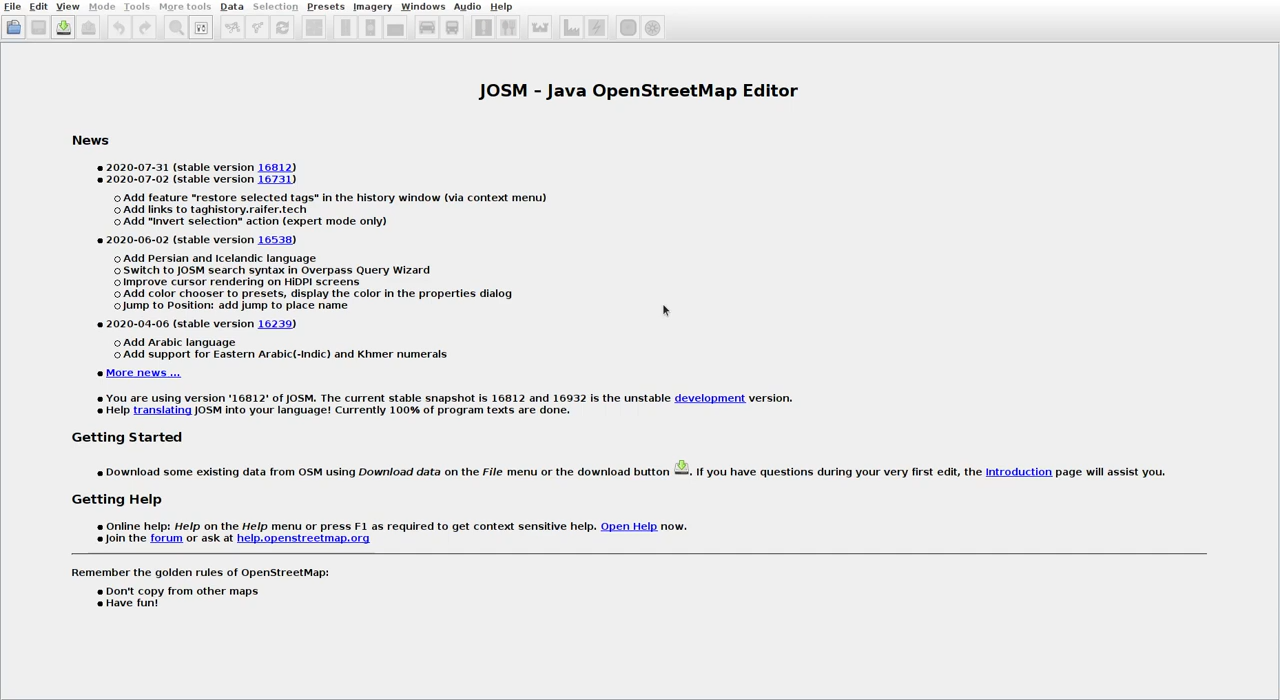 File Edit View Mode Tools More tools Data Selection Presets Imagery Windows Audio Help
JOSM – Java OpenStreetMap Editor
News
2020-07-31 (stable version 16812)
2020-07-02 (stable version 16731)
Add feature "restore selected tags" in the history window (via context menu)
Add links to taghistory.raifer.tech
Add "Invert selection" action (expert mode only)
2020-06-02 (stable version 16538)
Add Persian and Icelandic language
Switch to JOSM search syntax in Overpass Query Wizard
Improve cursor rendering on HiDPI screens
Add color chooser to presets, display the color in the properties dialog
Jump to Position: add jump to place name
2020-04-06 (stable version 16239)
Add Arabic language
Add support for Eastern Arabic(-Indic) and Khmer numerals
More news ...
You are using version '16812' of JOSM. The current stable snapshot is 16812 and 16932 is the unstable development version.
Help translating JOSM into your language! Currently 100% of program texts are done.
Getting Started
Download some existing data from OSM using Download data on the File menu or the download button . If you have questions during your very first edit, the Introduction page will assist you.
Getting Help
Online help: Help on the Help menu or press F1 as required to get context sensitive help. Open Help now.
Join the forum or ask at help.openstreetmap.org
Remember the golden rules of OpenStreetMap:
Don't copy from other maps
Have fun!